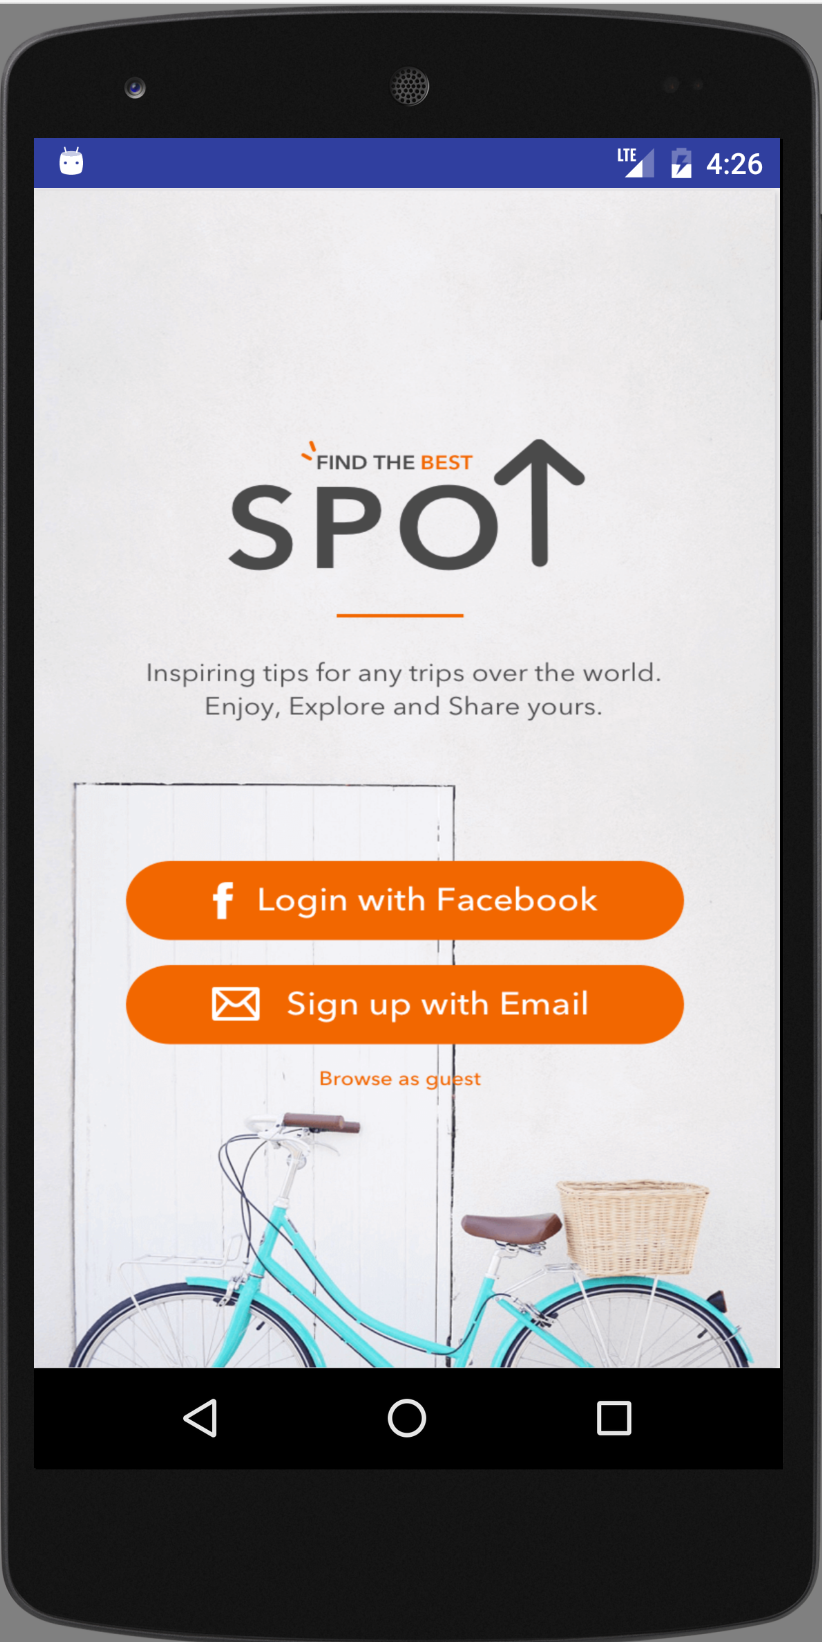 LTE 4:26
FIND THE BEST
SPOT
Inspiring tips for any trips over the world.
Enjoy, Explore and Share yours.
f Login with Facebook
Sign up with Email
Browse as guest